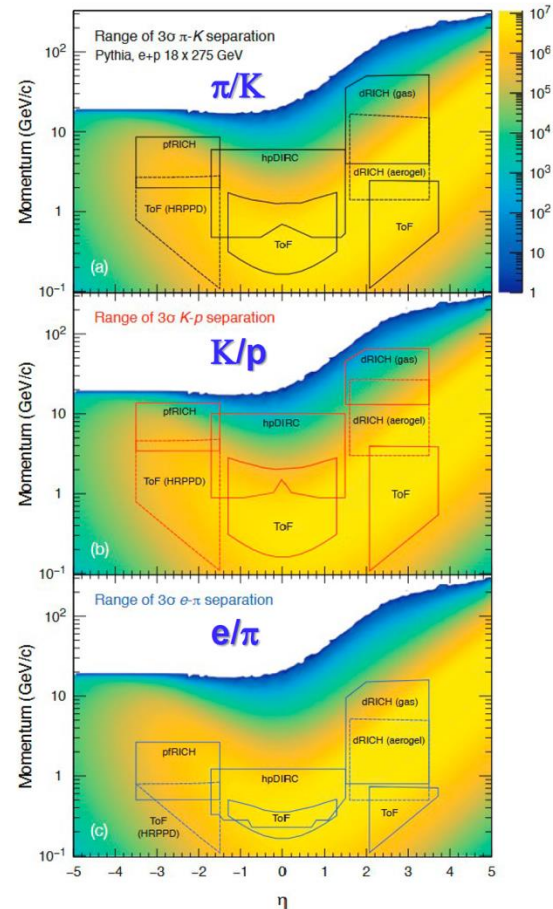 Range of 3σ π-K separation
Pythia, e+p 18 x 275 GeV
π/K
dRICH (gas)
pfRICH
hpDIRC
dRICH (aerogel)
ToF (HRPPD)
ToF
ToF
(a)
Momentum (GeV/c)
10²
10
1
10⁻¹
10⁷
10⁶
10⁵
10⁴
10³
10²
10
1
Range of 3σ K-p separation
K/p
dRICH (gas)
pfRICH
hpDIRC
dRICH (aerogel)
ToF (HRPPD)
ToF
ToF
(b)
Momentum (GeV/c)
10²
10
1
10⁻¹
Range of 3σ e-π separation
e/π
dRICH (gas)
pfRICH
dRICH (aerogel)
hpDIRC
ToF
(HRPPD)
ToF
ToF
(c)
Momentum (GeV/c)
10²
10
1
10⁻¹
−5 −4 −3 −2 −1 0 1 2 3 4 5
η